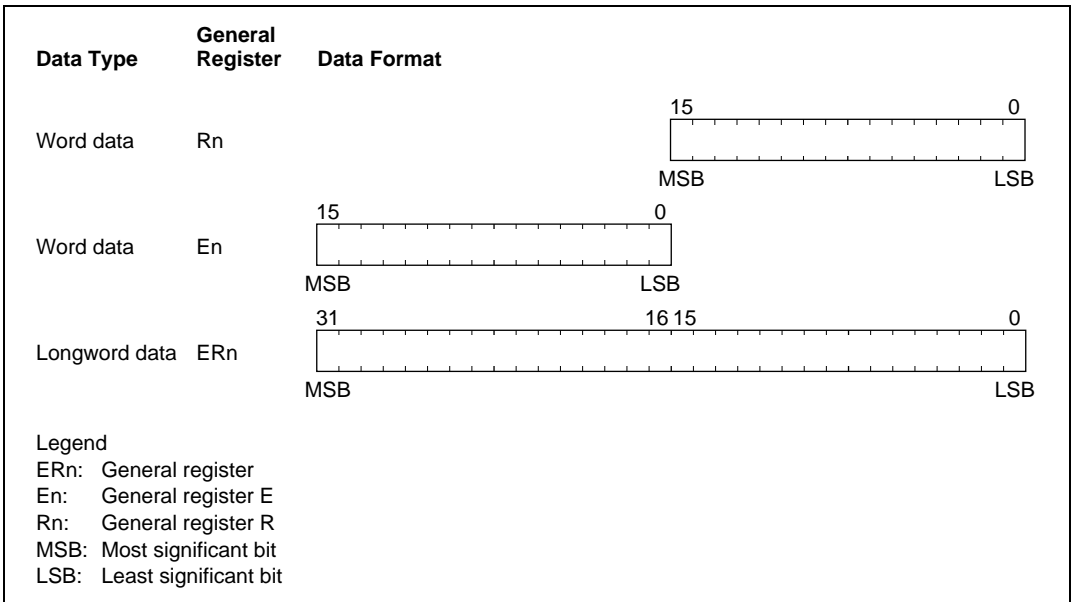 General
Data Type Register Data Format
15 0
Word data Rn
MSB LSB
15 0
Word data En
MSB LSB
31 16 15 0
Longword data ERn
MSB LSB
Legend
ERn: General register
En: General register E
Rn: General register R
MSB: Most significant bit
LSB: Least significant bit